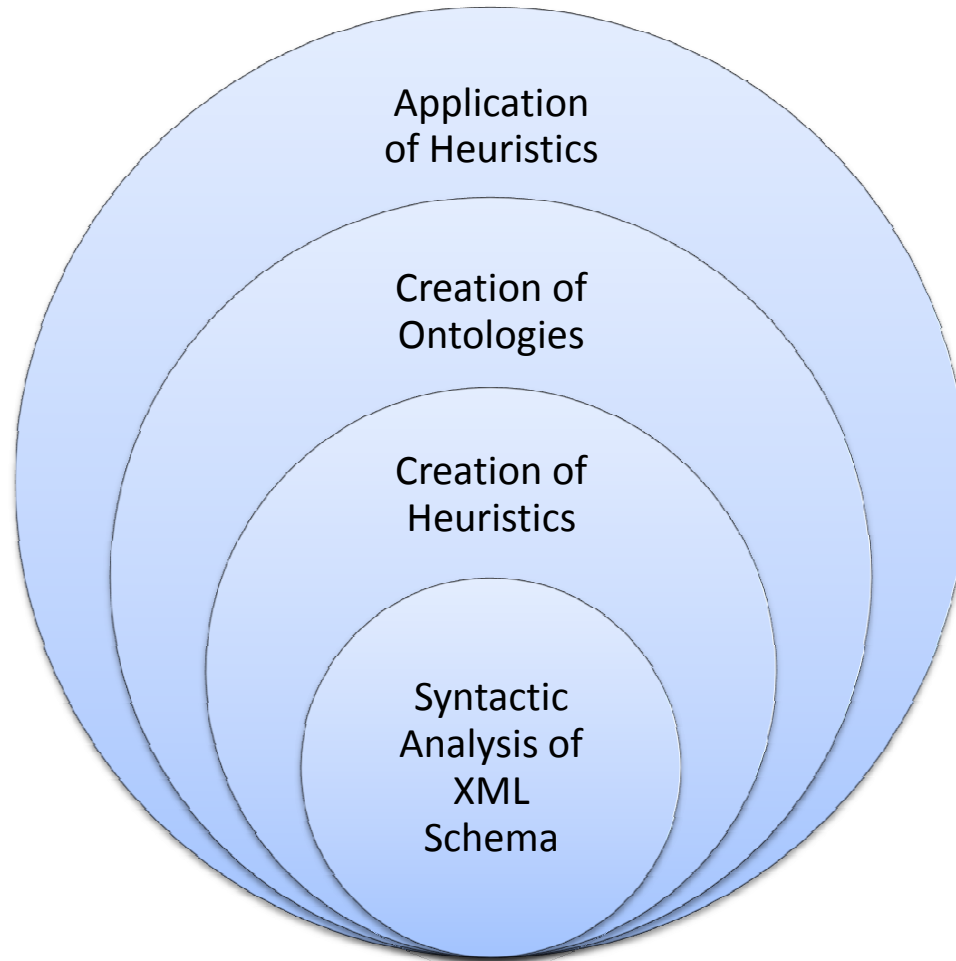 Application
of Heuristics
Creation of
Ontologies
Creation of
Heuristics
Syntactic
Analysis of
XML
Schema